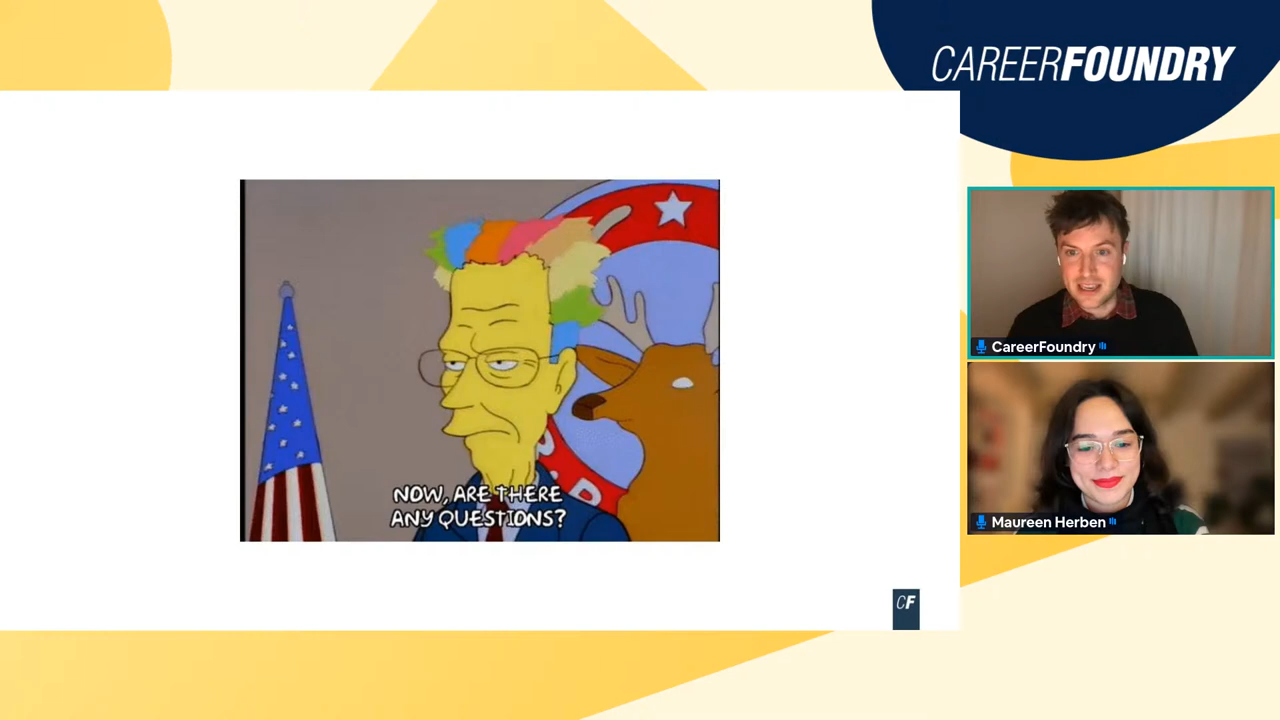 CAREERFOUNDRY
NOW, ARE THERE
ANY QUESTIONS?
CF
CareerFoundry
Maureen Herben